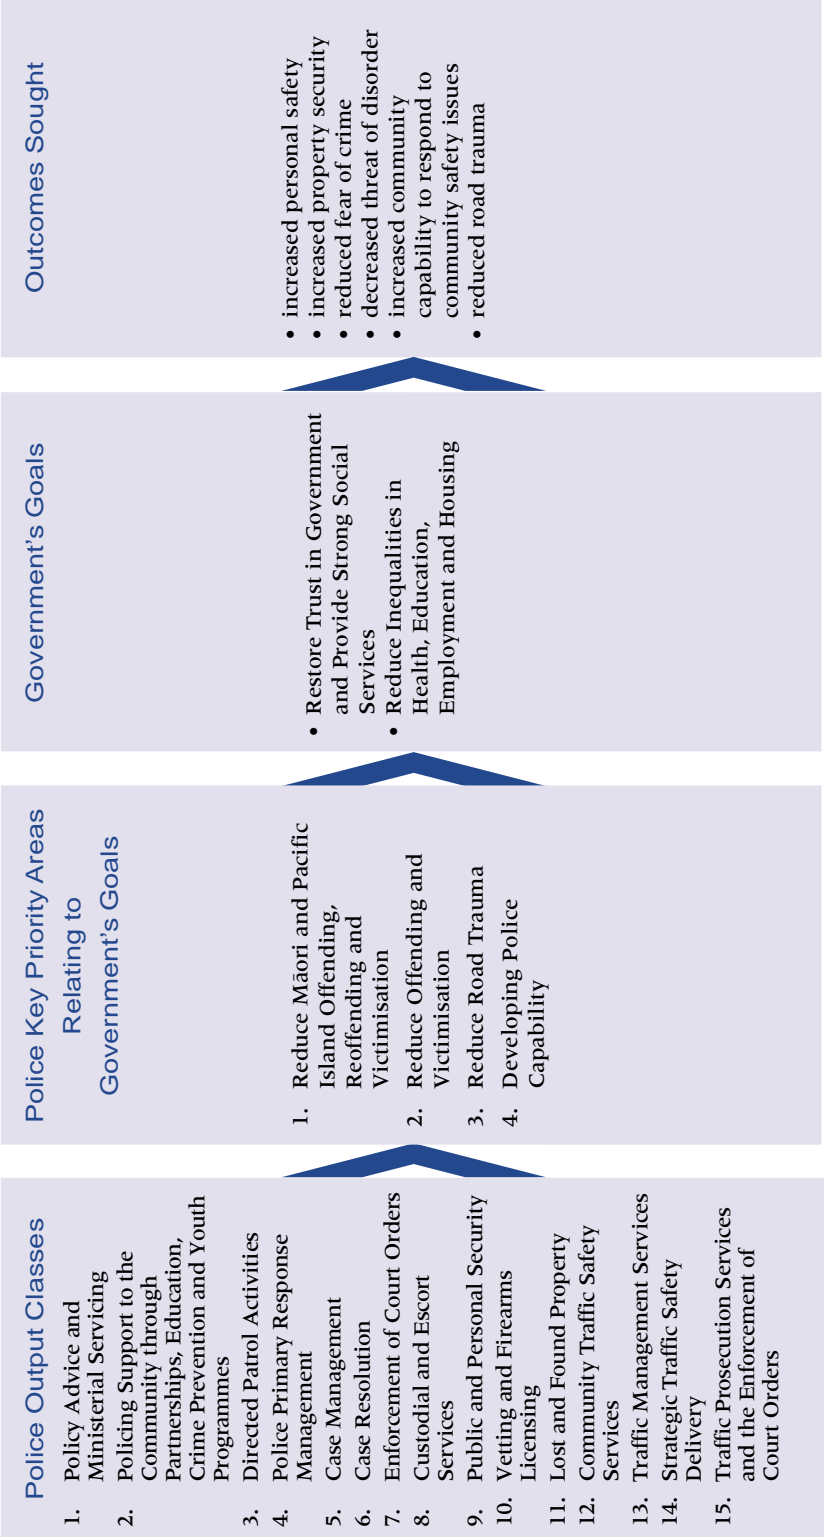 Police Output Classes
1. Policy Advice and
Ministerial Servicing
2. Policing Support to the
Community through
Partnerships, Education,
Crime Prevention and Youth
Programmes
3. Directed Patrol Activities
4. Police Primary Response
Management
5. Case Management
6. Case Resolution
7. Enforcement of Court Orders
8. Custodial and Escort
Services
9. Public and Personal Security
10. Vetting and Firearms
Licensing
11. Lost and Found Property
12. Community Traffic Safety
Services
13. Traffic Management Services
14. Strategic Traffic Safety
Delivery
15. Traffic Prosecution Services
and the Enforcement of
Court Orders
Police Key Priority Areas
Relating to
Government's Goals
1. Reduce Māori and Pacific
Island Offending,
Reoffending and
Victimisation
2. Reduce Offending and
Victimisation
3. Reduce Road Trauma
4. Developing Police
Capability
Government's Goals
• Restore Trust in Government
and Provide Strong Social
Services
• Reduce Inequalities in
Health, Education,
Employment and Housing
Outcomes Sought
• increased personal safety
• increased property security
• reduced fear of crime
• decreased threat of disorder
• increased community
capability to respond to
community safety issues
• reduced road trauma